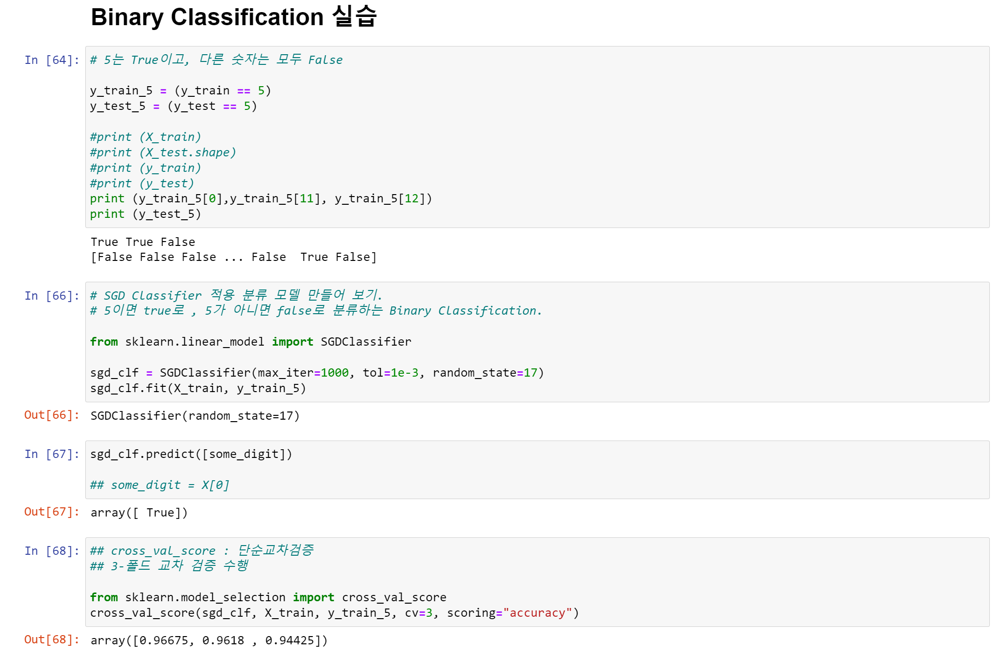 Binary Classification 실습
In [64]: # 5는 True이고, 다른 숫자는 모두 False
y_train_5 = (y_train == 5)
y_test_5 = (y_test == 5)
#print (X_train)
#print (X_test.shape)
#print (y_train)
#print (y_test)
print (y_train_5[0],y_train_5[11], y_train_5[12])
print (y_test_5)
True True False
[False False False ... False  True False]
In [66]: # SGD Classifier 적용 분류 모델 만들어 보기.
# 5이면 true로 , 5가 아니면 false로 분류하는 Binary Classification.
from sklearn.linear_model import SGDClassifier
sgd_clf = SGDClassifier(max_iter=1000, tol=1e-3, random_state=17)
sgd_clf.fit(X_train, y_train_5)
Out[66]: SGDClassifier(random_state=17)
In [67]: sgd_clf.predict([some_digit])
## some_digit = X[0]
Out[67]: array([ True])
In [68]: ## cross_val_score : 단순교차검증
## 3-폴드 교차 검증 수행
from sklearn.model_selection import cross_val_score
cross_val_score(sgd_clf, X_train, y_train_5, cv=3, scoring="accuracy")
Out[68]: array([0.96675, 0.9618 , 0.94425])